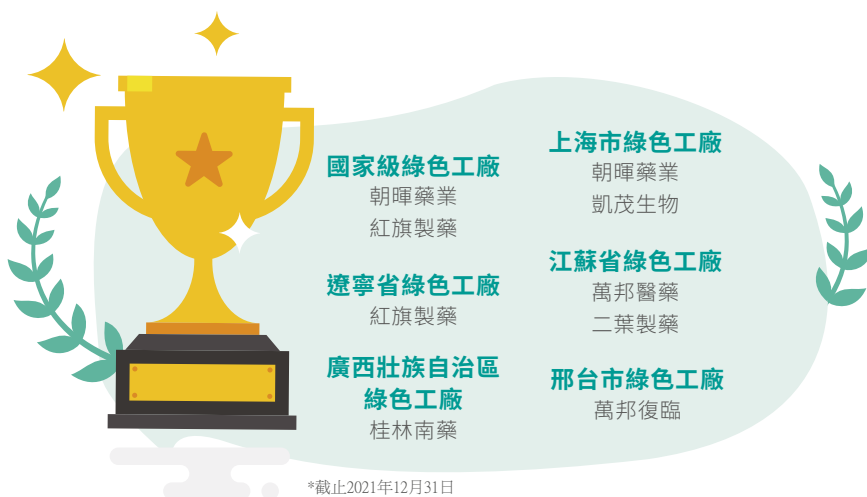 國家級綠色工廠
朝暉藥業
紅旗製藥
遼寧省綠色工廠
紅旗製藥
廣西壯族自治區
綠色工廠
桂林南藥
上海市綠色工廠
朝暉藥業
凱茂生物
江蘇省綠色工廠
萬邦醫藥
二葉製藥
邢台市綠色工廠
萬邦復臨
*截止2021年12月31日